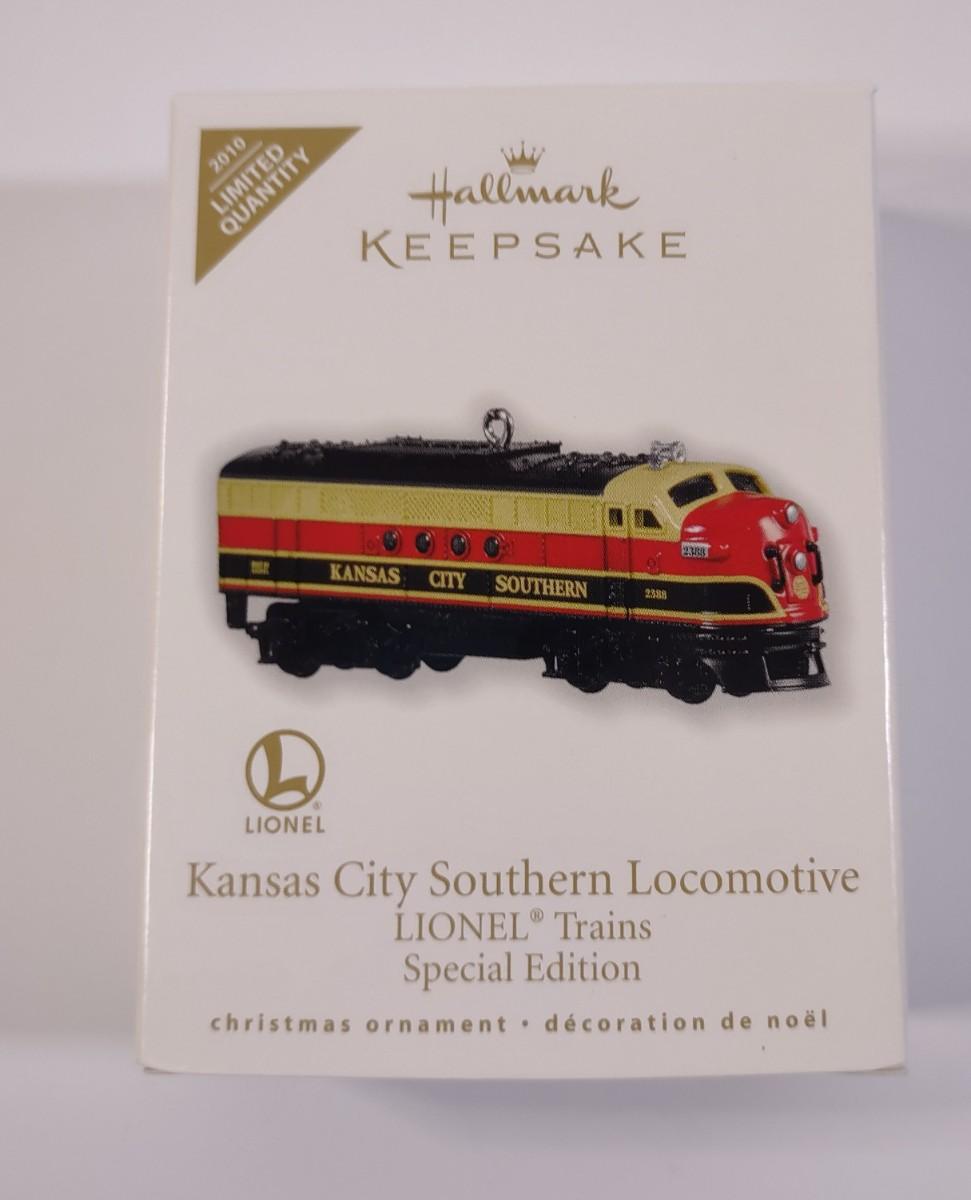 2010
LIMITED
QUANTITY
Hallmark
KEEPSAKE
2388
KANSAS CITY SOUTHERN
2388
L
®
LIONEL
Kansas City Southern Locomotive
LIONEL® Trains
Special Edition
christmas ornament • décoration de noël